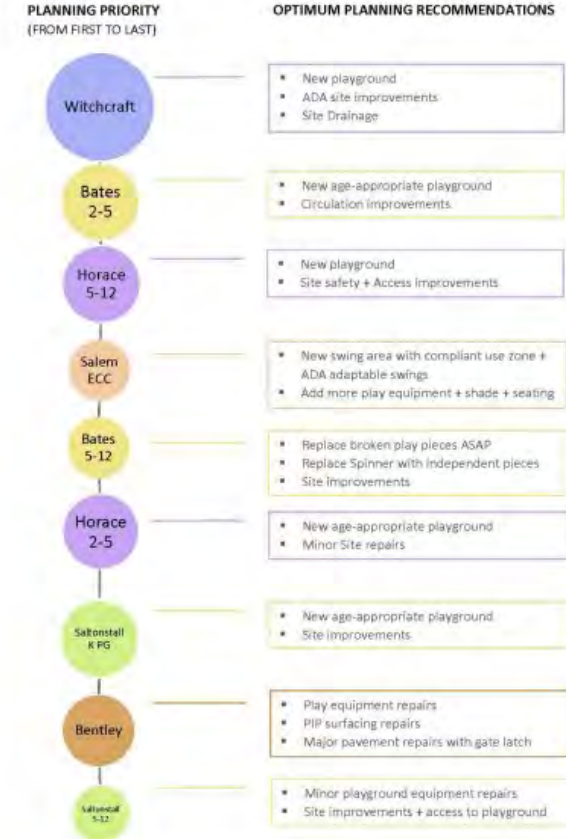 PLANNING PRIORITY
(FROM FIRST TO LAST)
OPTIMUM PLANNING RECOMMENDATIONS
Witchcraft
▪ New playground
▪ ADA site improvements
▪ Site Drainage
Bates
2-5
▪ New age-appropriate playground
▪ Circulation improvements
Horace
5-12
▪ New playground
▪ Site safety + Access improvements
Salem
ECC
▪ New swing area with compliant use zone +
ADA adaptable swings
▪ Add more play equipment + shade + seating
Bates
5-12
▪ Replace broken play pieces ASAP
▪ Replace Spinner with independent pieces
▪ Site improvements
Horace
2-5
▪ New age-appropriate playground
▪ Minor Site repairs
Saltonstall
K PG
▪ New age-appropriate playground
▪ Site improvements
Bentley
▪ Play equipment repairs
▪ PIP surfacing repairs
▪ Major pavement repairs with gate latch
Saltonstall
5-12
▪ Minor playground equipment repairs
▪ Site improvements + access to playground